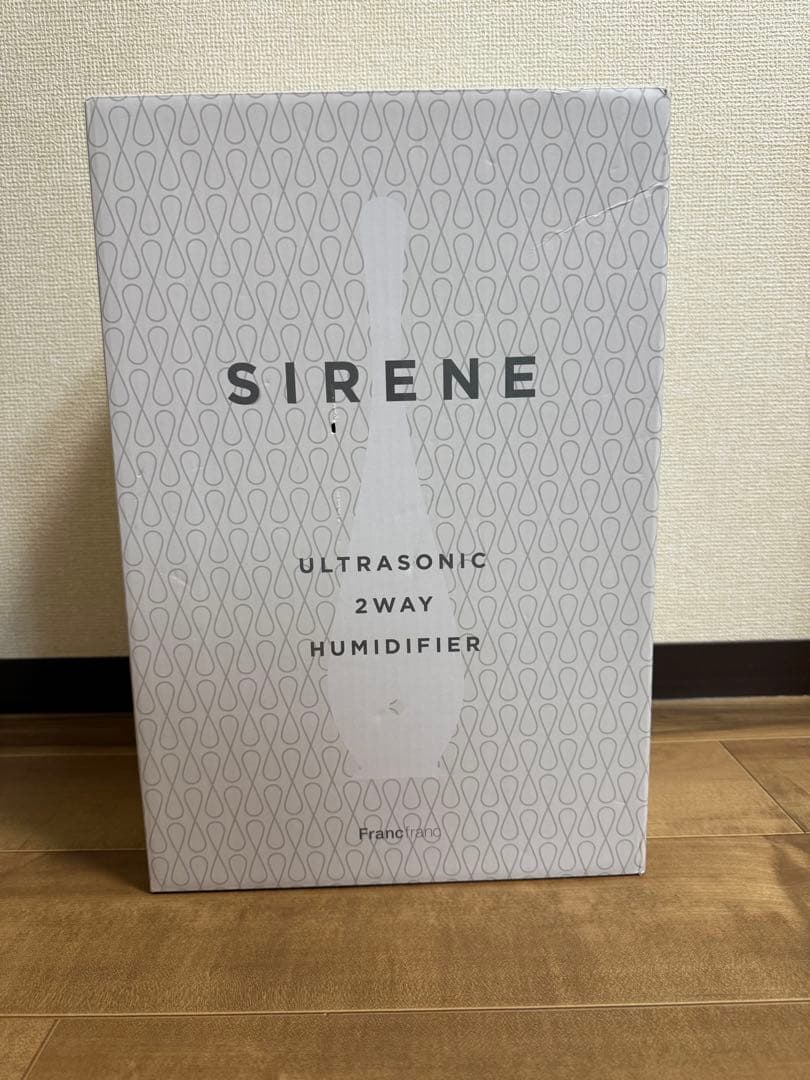 SIRENE
ULTRASONIC
2WAY
HUMIDIFIER
Francfranc